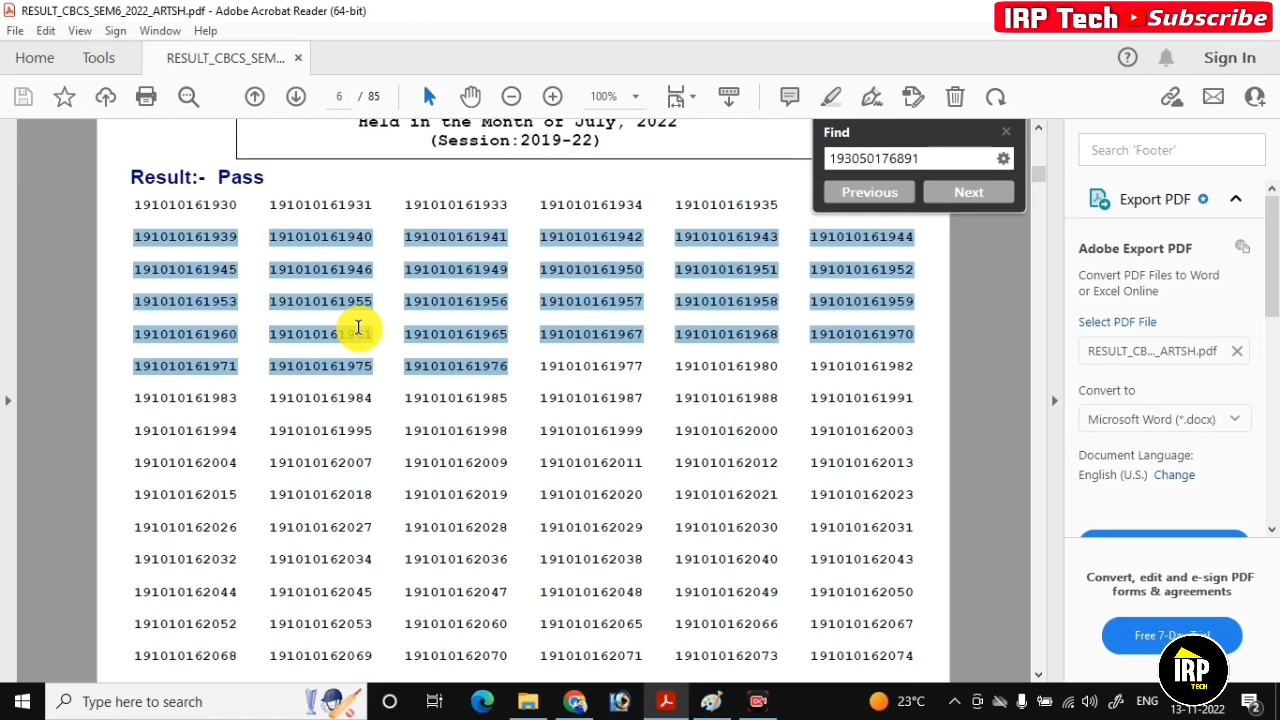 RESULT_CBCS_SEM6_2022_ARTSH.pdf - Adobe Acrobat Reader (64-bit)
IRP Tech Subscribe
File Edit View Sign Window Help
Home Tools RESULT_CBCS_SEM... × Sign In
6 / 85 100%
Held in the Month of July, 2022
(Session:2019-22)
Find
193050176891
Previous Next
Result:- Pass
191010161930 191010161931 191010161933 191010161934 191010161935
191010161939 191010161940 191010161941 191010161942 191010161943 191010161944
191010161945 191010161946 191010161949 191010161950 191010161951 191010161952
191010161953 191010161955 191010161956 191010161957 191010161958 191010161959
191010161960 191010161961 191010161965 191010161967 191010161968 191010161970
191010161971 191010161975 191010161976 191010161977 191010161980 191010161982
191010161983 191010161984 191010161985 191010161987 191010161988 191010161991
191010161994 191010161995 191010161998 191010161999 191010162000 191010162003
191010162004 191010162007 191010162009 191010162011 191010162012 191010162013
191010162015 191010162018 191010162019 191010162020 191010162021 191010162023
191010162026 191010162027 191010162028 191010162029 191010162030 191010162031
191010162032 191010162034 191010162036 191010162038 191010162040 191010162043
191010162044 191010162045 191010162047 191010162048 191010162049 191010162050
191010162052 191010162053 191010162060 191010162065 191010162066 191010162067
191010162068 191010162069 191010162070 191010162071 191010162073 191010162074
Search 'Footer'
Export PDF
Adobe Export PDF
Convert PDF Files to Word
or Excel Online
Select PDF File
RESULT_CB..._ARTSH.pdf
Convert to
Microsoft Word (*.docx)
Document Language:
English (U.S.) Change
Convert, edit and e-sign PDF
forms & agreements
Free 7-Day Trial
IRP
TECH
Type here to search
23°C
ENG
13-11-2022
2